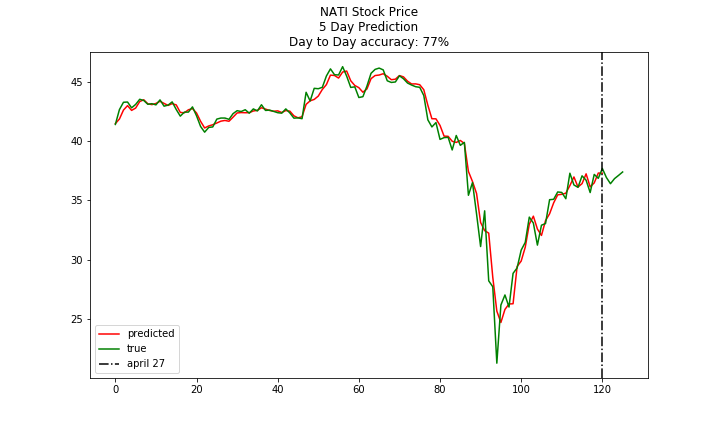 NATI Stock Price
5 Day Prediction
Day to Day accuracy: 77%
45
40
35
30
25
predicted
true
april 27
0 20 40 60 80 100 120